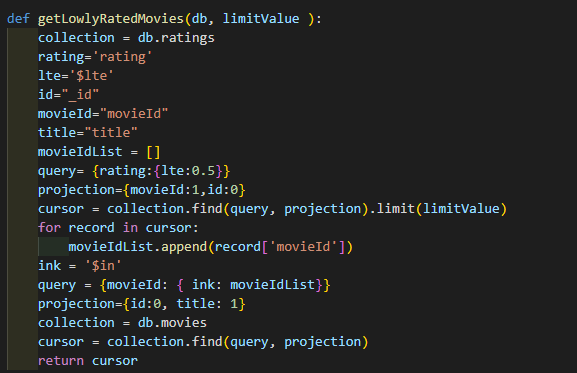 def getLowlyRatedMovies(db, limitValue ):
    collection = db.ratings
    rating='rating'
    lte='$lte'
    id="_id"
    movieId="movieId"
    title="title"
    movieIdList = []
    query= {rating:{lte:0.5}}
    projection={movieId:1,id:0}
    cursor = collection.find(query, projection).limit(limitValue)
    for record in cursor:
        movieIdList.append(record['movieId'])
    ink = '$in'
    query = {movieId: { ink: movieIdList}}
    projection={id:0, title: 1}
    collection = db.movies
    cursor = collection.find(query, projection)
    return cursor